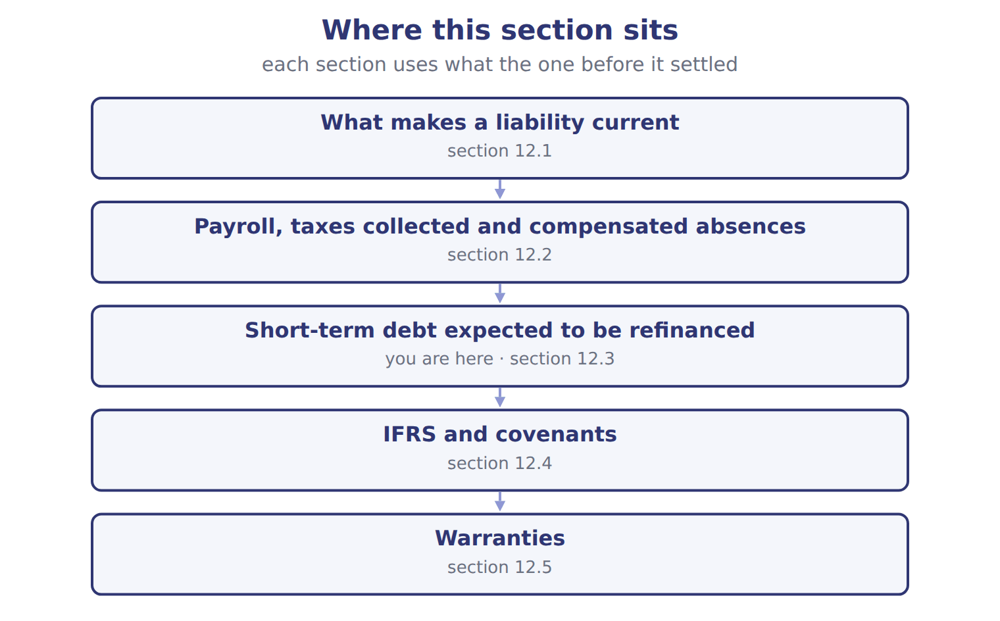 Where this section sits
each section uses what the one before it settled
What makes a liability current
section 12.1
Payroll, taxes collected and compensated absences
section 12.2
Short-term debt expected to be refinanced
you are here · section 12.3
IFRS and covenants
section 12.4
Warranties
section 12.5